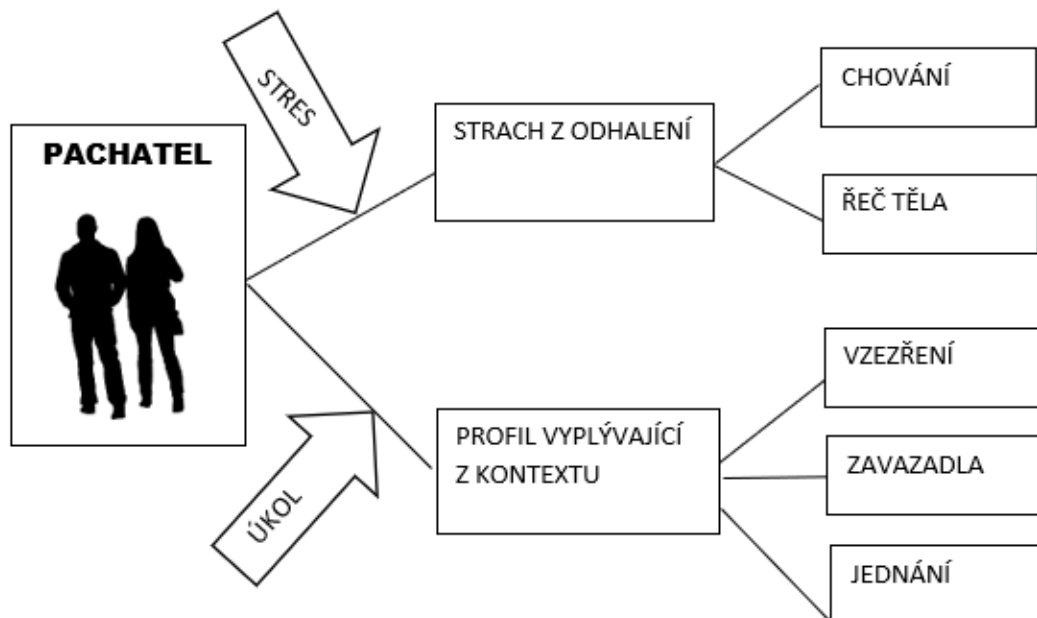 PACHATEL
STRES
STRACH Z ODHALENÍ
CHOVÁNÍ
ŘEČ TĚLA
ÚKOL
PROFIL VYPLÝVAJÍCÍ
Z KONTEXTU
VZEZŘENÍ
ZAVAZADLA
JEDNÁNÍ